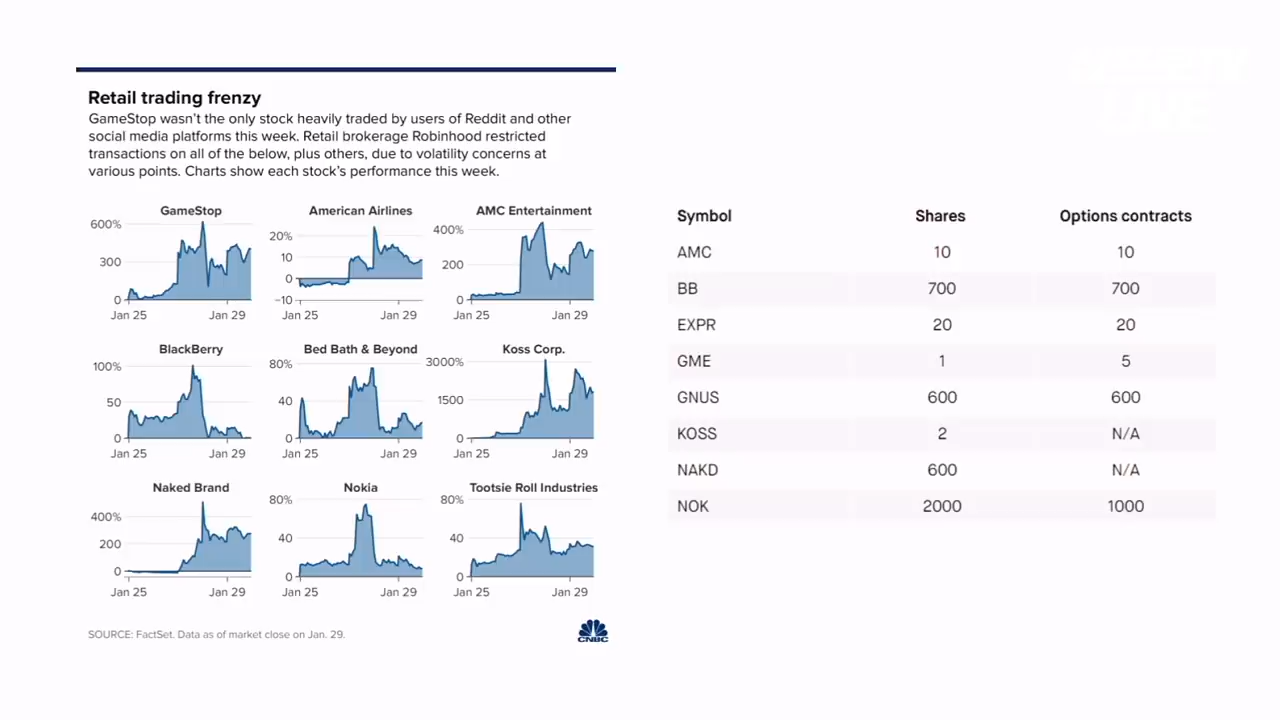 Retail trading frenzy
GameStop wasn't the only stock heavily traded by users of Reddit and other
social media platforms this week. Retail brokerage Robinhood restricted
transactions on all of the below, plus others, due to volatility concerns at
various points. Charts show each stock's performance this week.
GameStop
600%
300
0
Jan 25
Jan 29
American Airlines
20%
10
0
−10
Jan 25
Jan 29
AMC Entertainment
400%
200
0
Jan 25
Jan 29
BlackBerry
100%
50
0
Jan 25
Jan 29
Bed Bath & Beyond
80%
40
0
Jan 25
Jan 29
Koss Corp.
3000%
1500
0
Jan 25
Jan 29
Naked Brand
400%
200
0
Jan 25
Jan 29
Nokia
80%
40
0
Jan 25
Jan 29
Tootsie Roll Industries
80%
40
0
Jan 25
Jan 29
SOURCE: FactSet. Data as of market close on Jan. 29.
CNBC
Symbol Shares Options contracts
AMC 10 10
BB 700 700
EXPR 20 20
GME 1 5
GNUS 600 600
KOSS 2 N/A
NAKD 600 N/A
NOK 2000 1000